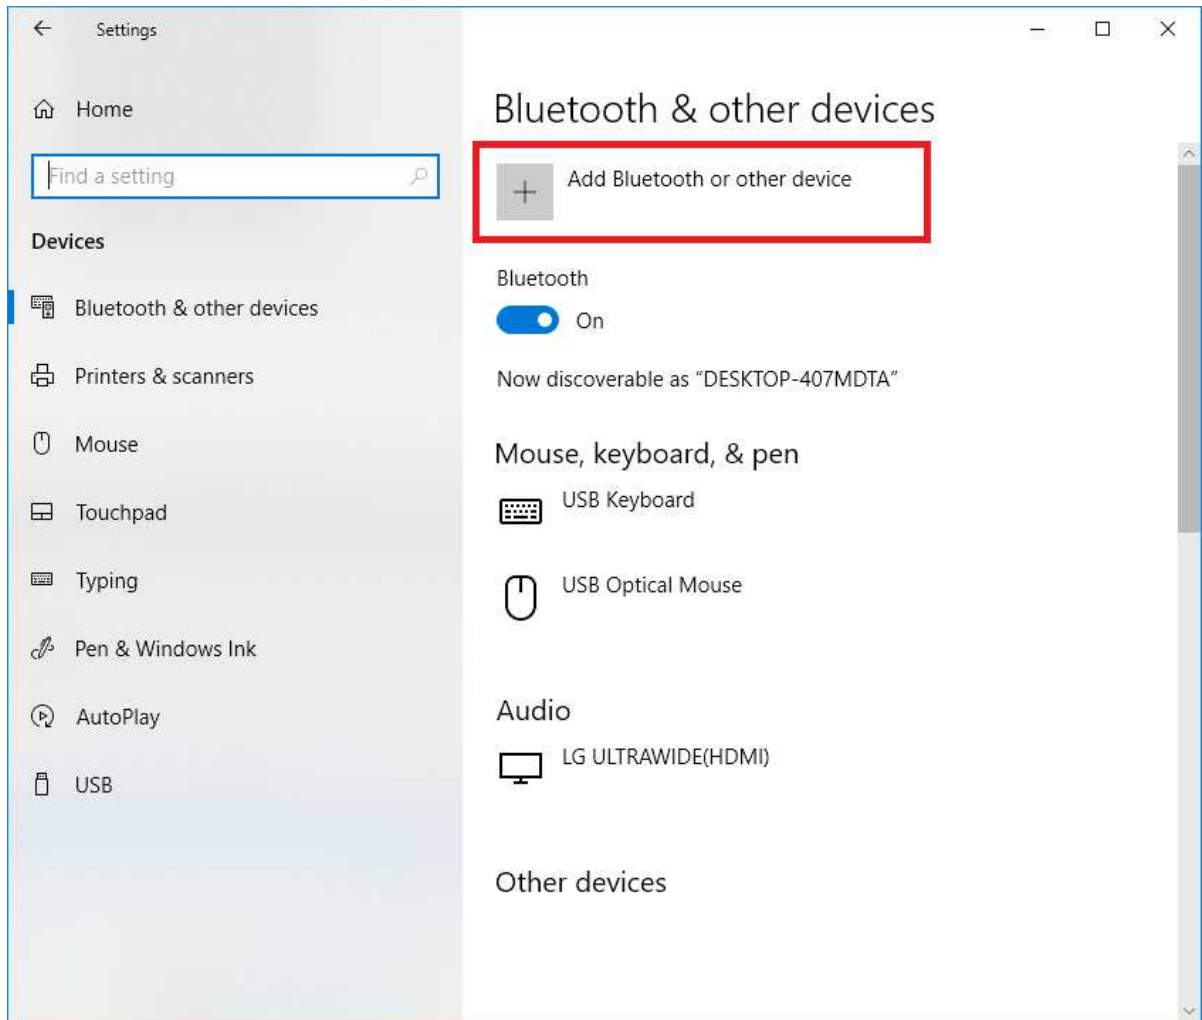 Settings
Home
Find a setting
Devices
Bluetooth & other devices
Printers & scanners
Mouse
Touchpad
Typing
Pen & Windows Ink
AutoPlay
USB
Bluetooth & other devices
Add Bluetooth or other device
Bluetooth
On
Now discoverable as “DESKTOP-407MDTA”
Mouse, keyboard, & pen
USB Keyboard
USB Optical Mouse
Audio
LG ULTRAWIDE(HDMI)
Other devices